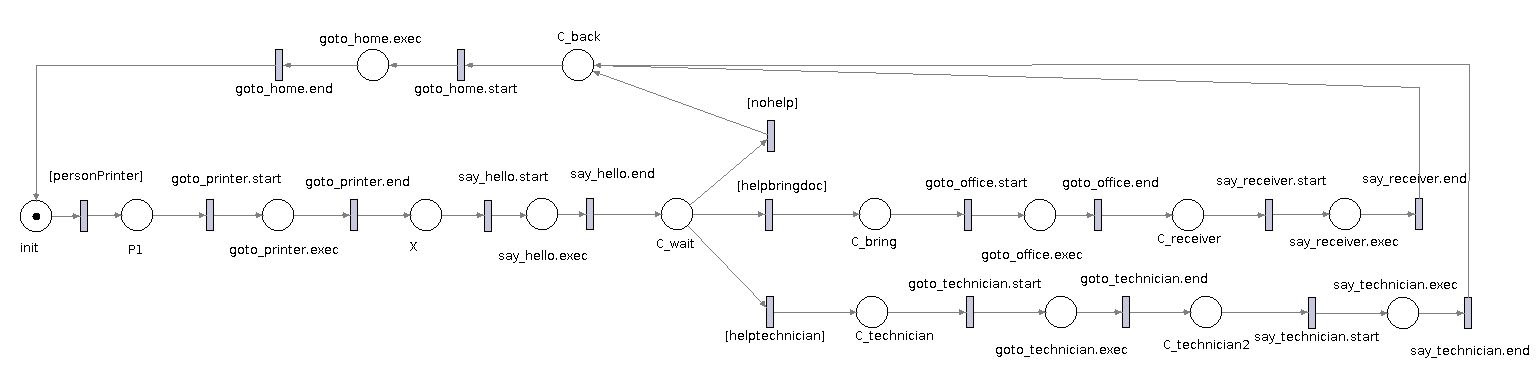 goto_home.exec
C_back
goto_home.end
goto_home.start
[nohelp]
[personPrinter]
goto_printer.start
goto_printer.end
say_hello.start
say_hello.end
[helpbringdoc]
goto_office.start
goto_office.end
say_receiver.start
say_receiver.end
init
P1
goto_printer.exec
X
say_hello.exec
C_wait
C_bring
goto_office.exec
C_receiver
say_receiver.exec
goto_technician.start
goto_technician.end
say_technician.exec
[helptechnician]
C_technician
goto_technician.exec
C_technician2
say_technician.start
say_technician.end